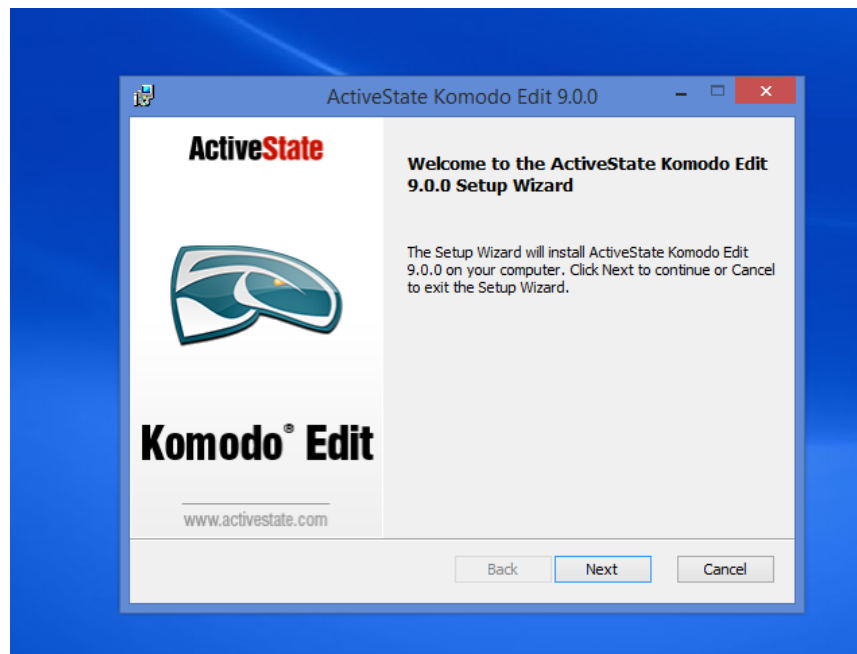 ActiveState Komodo Edit 9.0.0
ActiveState
Welcome to the ActiveState Komodo Edit
9.0.0 Setup Wizard
The Setup Wizard will install ActiveState Komodo Edit
9.0.0 on your computer. Click Next to continue or Cancel
to exit the Setup Wizard.
Komodo® Edit
www.activestate.com
Back Next Cancel